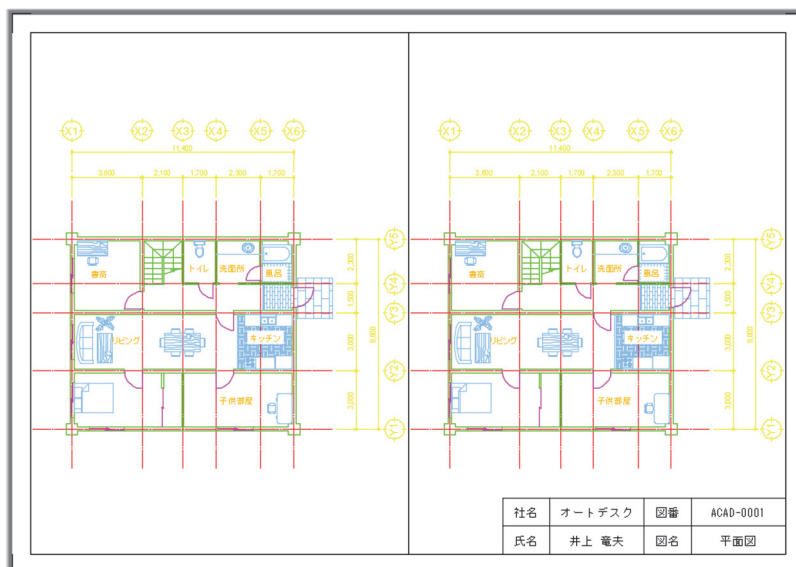 X1 X2 X3 X4 X5 X6
11,400
3,600 2,100 1,700 2,300 1,700
Y5
書斎 トイレ 洗面所 風呂
2,300
Y4
1,500
9,800
Y3
リビング キッチン
3,000
Y2
子供部屋
3,000
Y1
X1 X2 X3 X4 X5 X6
11,400
3,600 2,100 1,700 2,300 1,700
Y5
書斎 トイレ 洗面所 風呂
2,300
Y4
1,500
9,800
Y3
リビング キッチン
3,000
Y2
子供部屋
3,000
Y1
社名 オートデスク 図番 ACAD-0001
氏名 井上 竜夫 図名 平面図